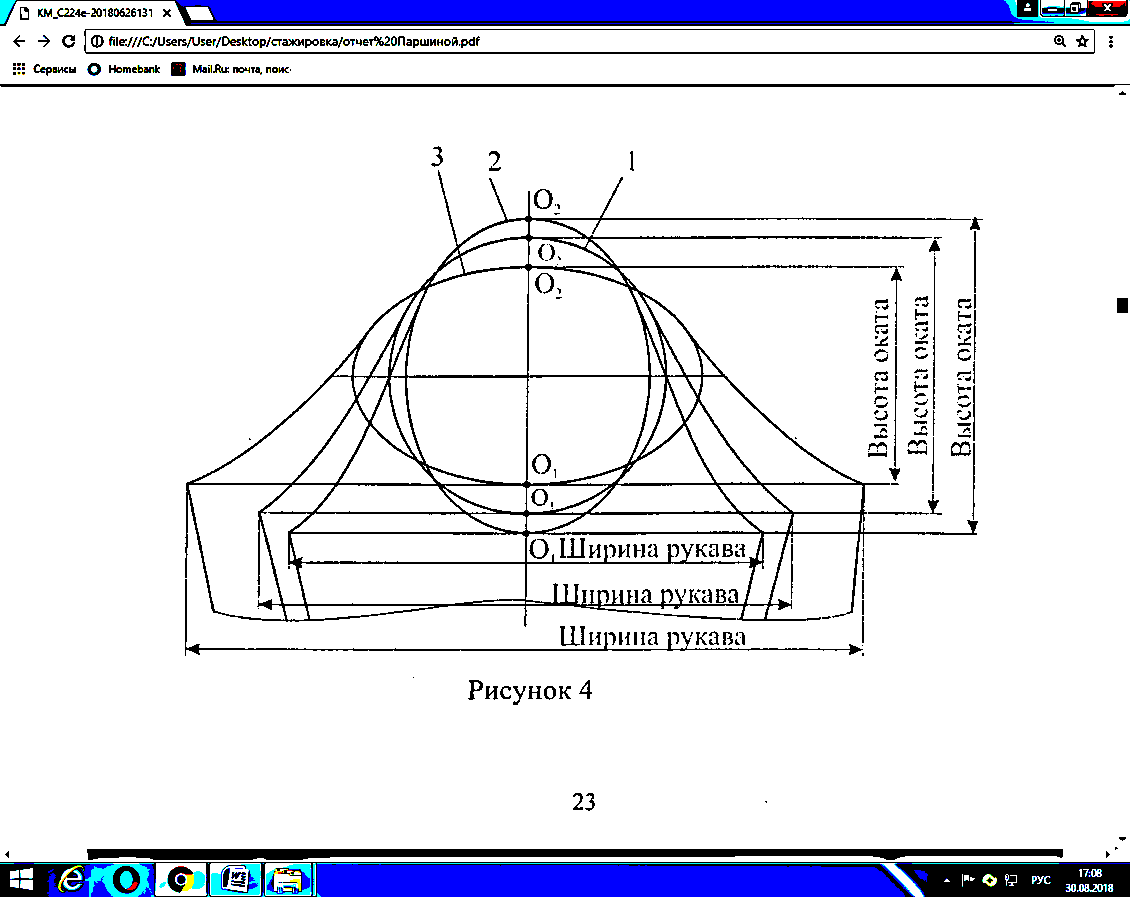 KM_C224e-20180626131
file:///C:/Users/User/Desktop/стажировка/отчет%20Паршиной.pdf
Сервисы Homebank Mail.Ru: почта, поис
3 2 1
O₂
O₂
Высота оката
Высота оката
Высота оката
O₁
O₁
O₁ Ширина рукава
Ширина рукава
Ширина рукава
Рисунок 4
23
РУС
17:08
30.08.2018